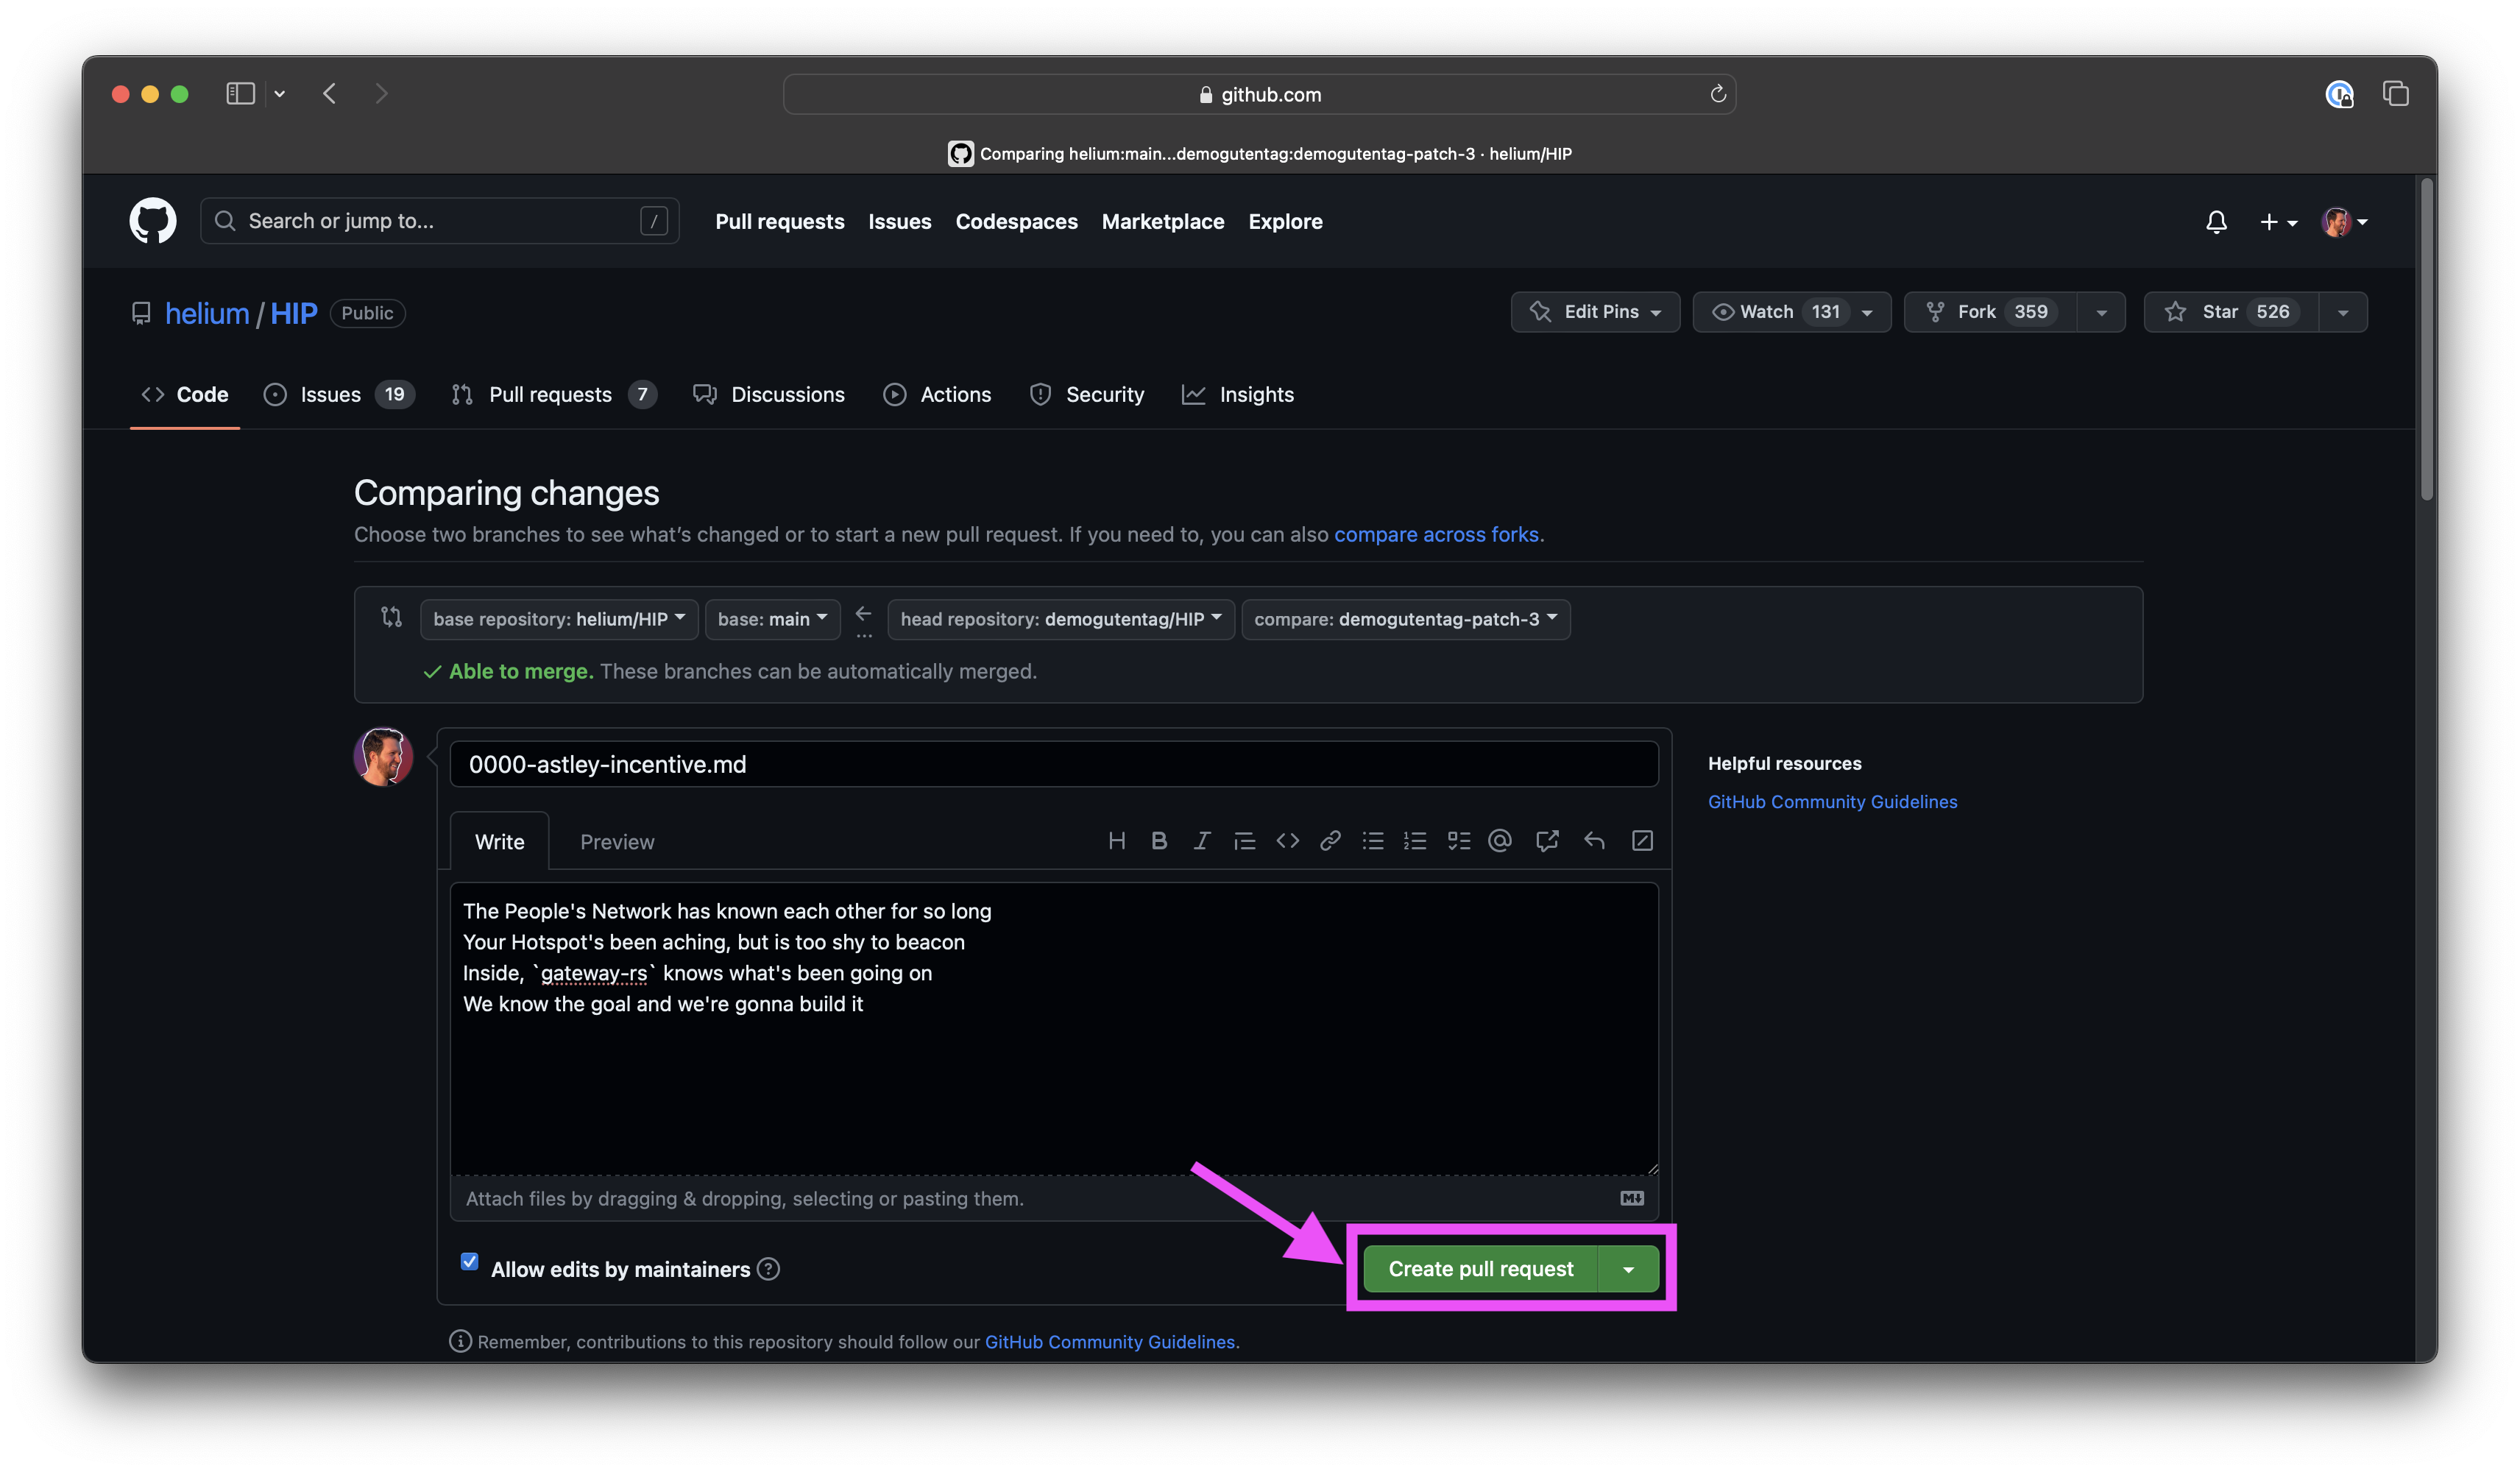 github.com
Comparing helium:main...demogutentag:demogutentag-patch-3 · helium/HIP
Search or jump to... /
Pull requests Issues Codespaces Marketplace Explore
helium / HIP Public
Edit Pins Watch 131 Fork 359 Star 526
Code Issues 19 Pull requests 7 Discussions Actions Security Insights
Comparing changes
Choose two branches to see what’s changed or to start a new pull request. If you need to, you can also compare across forks.
base repository: helium/HIP base: main ← ... head repository: demogutentag/HIP compare: demogutentag-patch-3
Able to merge. These branches can be automatically merged.
0000-astley-incentive.md
Write Preview
The People's Network has known each other for so long
Your Hotspot's been aching, but is too shy to beacon
Inside, `gateway-rs` knows what's been going on
We know the goal and we're gonna build it
Attach files by dragging & dropping, selecting or pasting them.
Allow edits by maintainers ?
Create pull request
Remember, contributions to this repository should follow our GitHub Community Guidelines.
Helpful resources
GitHub Community Guidelines